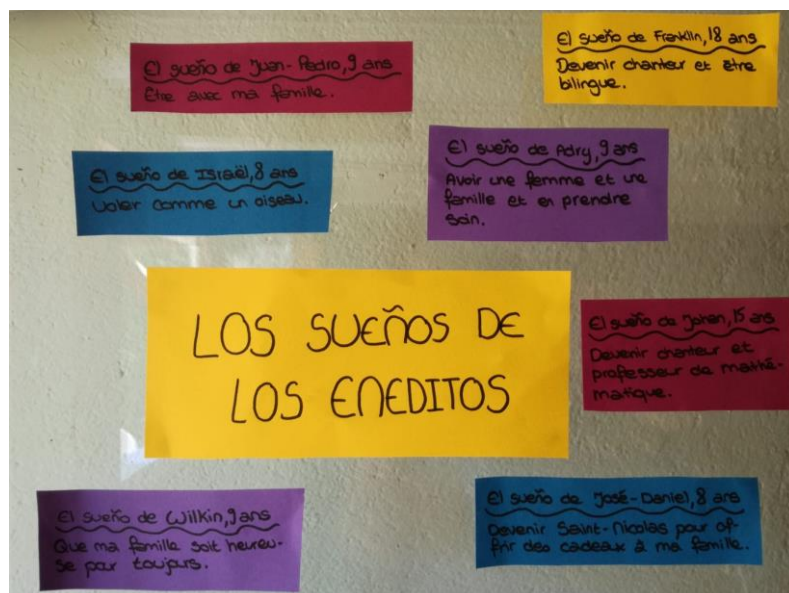 El sueño de Juan-Pedro, 9 ans
Etre avec ma famille.
El sueño de Franklin, 18 ans
Devenir chanteur et être
bilingue.
El sueño de Israël, 8 ans
Voler comme un oiseau.
El sueño de Adry, 9 ans
Avoir une femme et une
famille et en prendre
soin.
LOS SUEÑOS DE
LOS ENEDITOS
El sueño de Johen, 15 ans
Devenir chanteur et
professeur de mathé-
matique.
El sueño de Wilkin, 9 ans
Que ma famille soit heureu-
se pour toujours.
El sueño de José-Daniel, 8 ans
Devenir Saint-Nicolas pour of-
frir des cadeaux à ma famille.